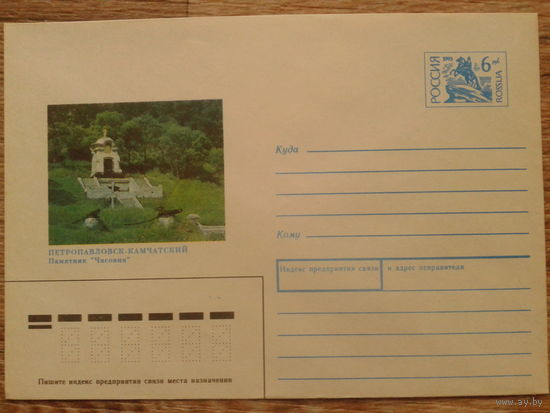 РОССИЯ
1993
6 р.
ROSSIJA
Куда
Кому
ПЕТРОПАВЛОВСК-КАМЧАТСКИЙ
Памятник "Часовня"
Индекс предприятия связи и адрес отправителя
Пишите индекс предприятия связи места назначения
www.ay.by